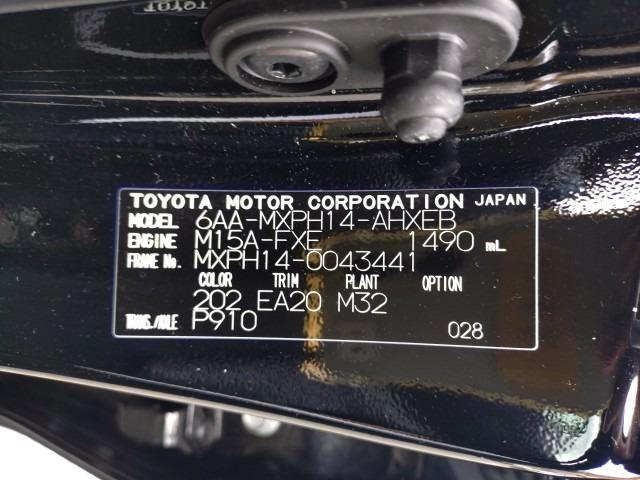 TOYOTA MOTOR CORPORATION JAPAN
MODEL 6AA-MXPH14-AHXEB
ENGINE M15A-FXE 1490 mL
FRAME No. MXPH14-0043441
COLOR TRIM PLANT OPTION
202 EA20 M32
TRANS./AXLE P910 028